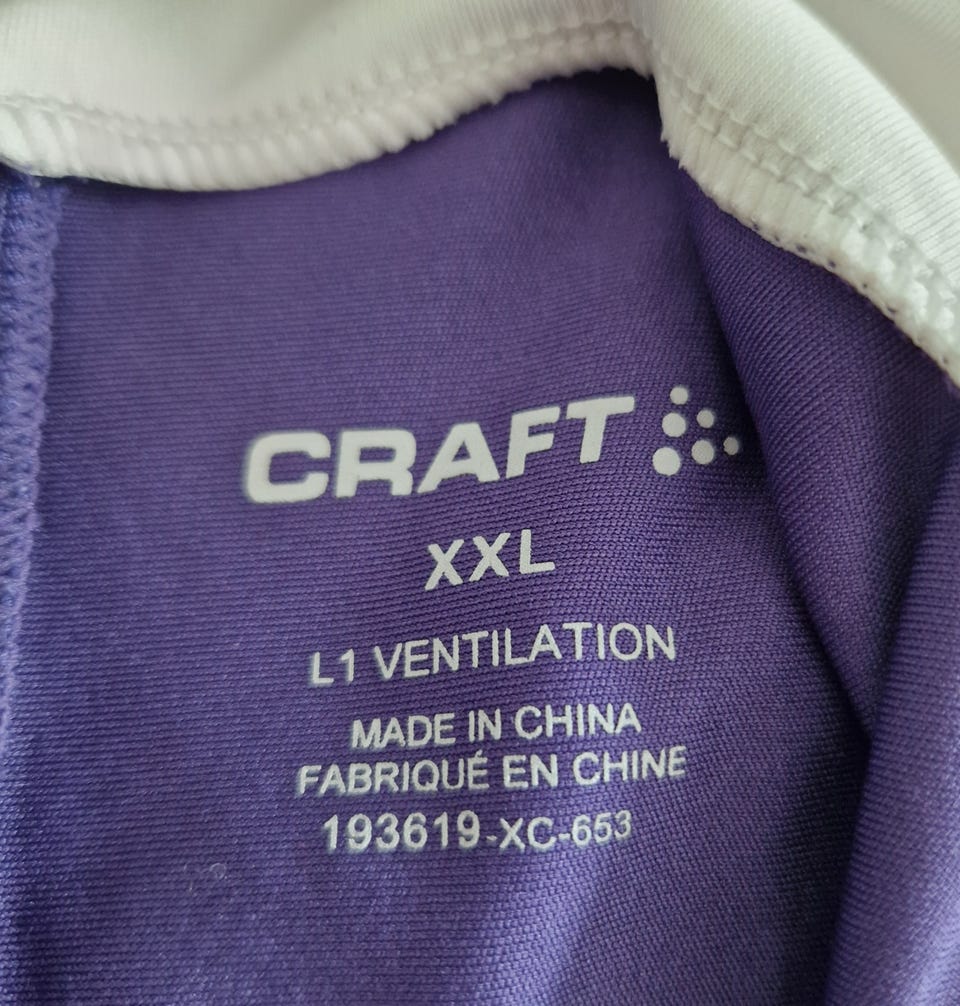 CRAFT
XXL
L1 VENTILATION
MADE IN CHINA
FABRIQUÉ EN CHINE
193619-XC-653